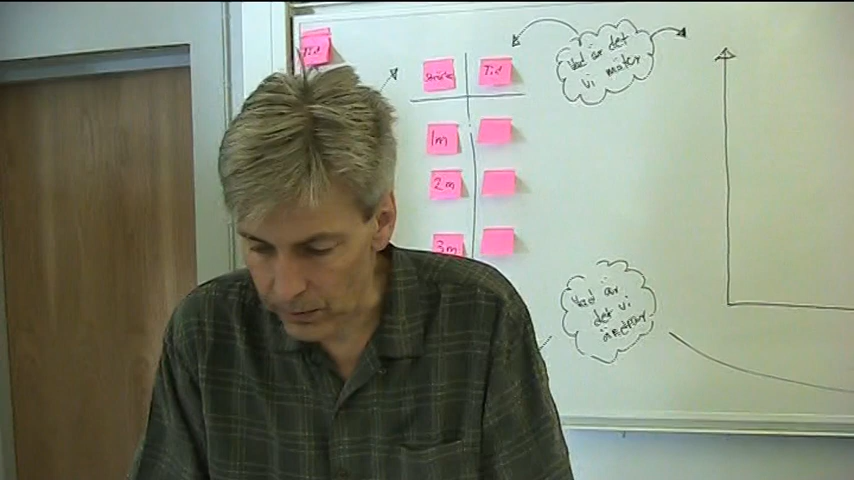 Tid
Sträcka
Tid
1m
2m
3m
Vad är det
vi mäter
Vad är
det vi
ändrar